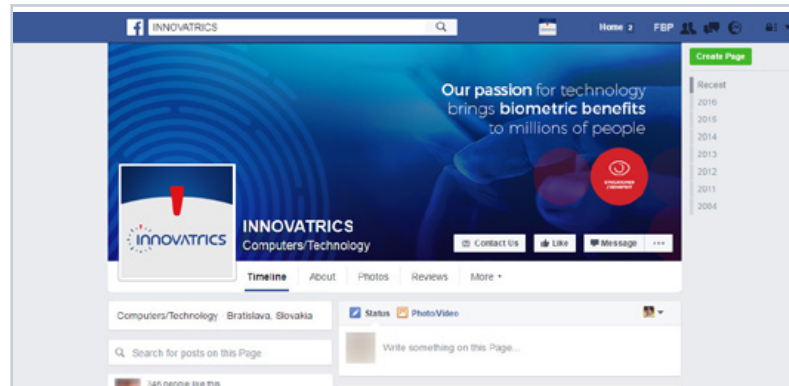 INNOVATRICS
Home 2 FBP
Create Page
Our passion for technology
brings biometric benefits
to millions of people
Recent
2016
2015
2014
2013
2012
2011
2004
INNOVATRICS
INNOVATRICS
Computers/Technology
Contact Us Like Message ...
Timeline About Photos Reviews More
Computers/Technology · Bratislava, Slovakia
Status Photo/Video
Search for posts on this Page
Write something on this Page...
146 people like this